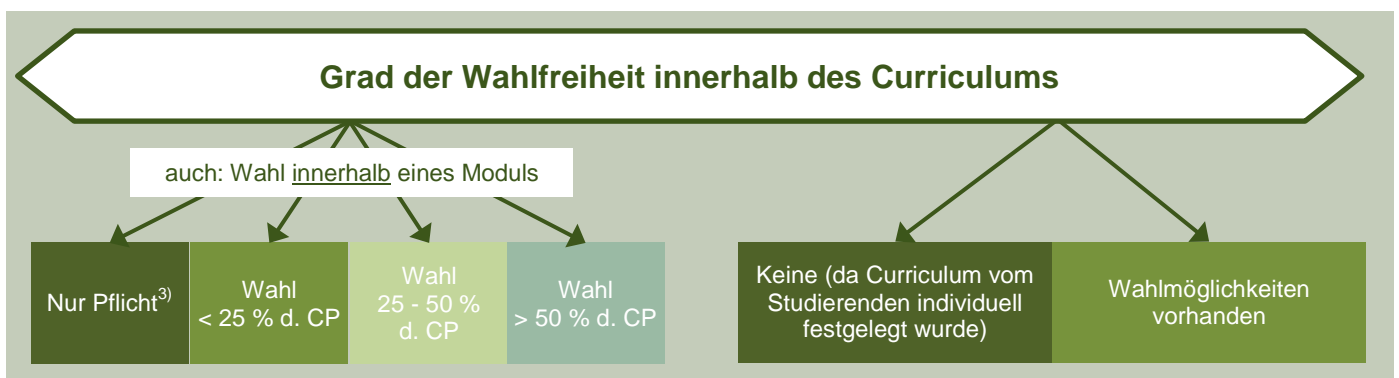 Grad der Wahlfreiheit innerhalb des Curriculums
auch: Wahl innerhalb eines Moduls
Nur Pflicht3)
Wahl
< 25 % d. CP
Wahl
25 - 50 %
d. CP
Wahl
> 50 % d. CP
Keine (da Curriculum vom
Studierenden individuell
festgelegt wurde)
Wahlmöglichkeiten
vorhanden